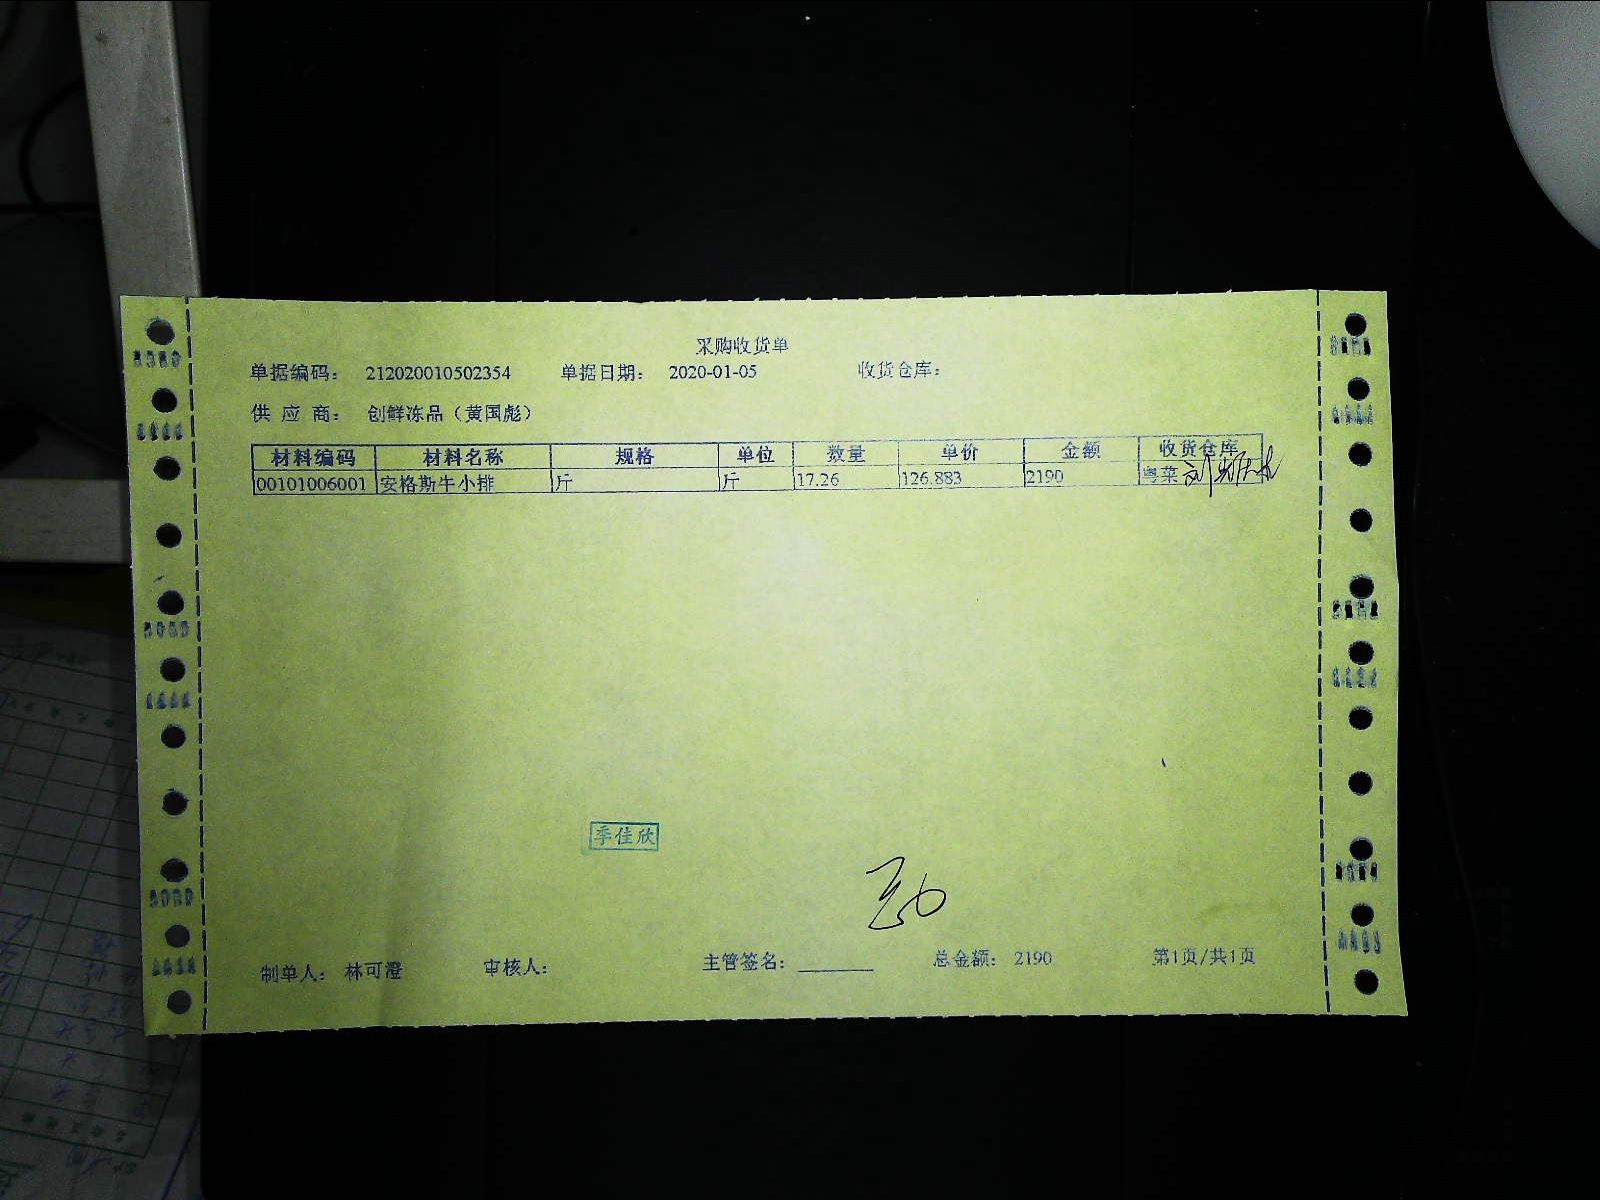 采购收货单
单据编码： 212020010502354 单据日期： 2020-01-05 收货仓库：
供 应 商： 创鲜冻品（黄国彪）
材料编码 材料名称 规格 单位 数量 单价 金额 收货仓库
00101006001 安格斯牛小排 斤 斤 17.26 126.883 2190 粤菜
季佳欣
制单人： 林可澄 审核人： 主管签名：________ 总金额： 2190 第1页/共1页